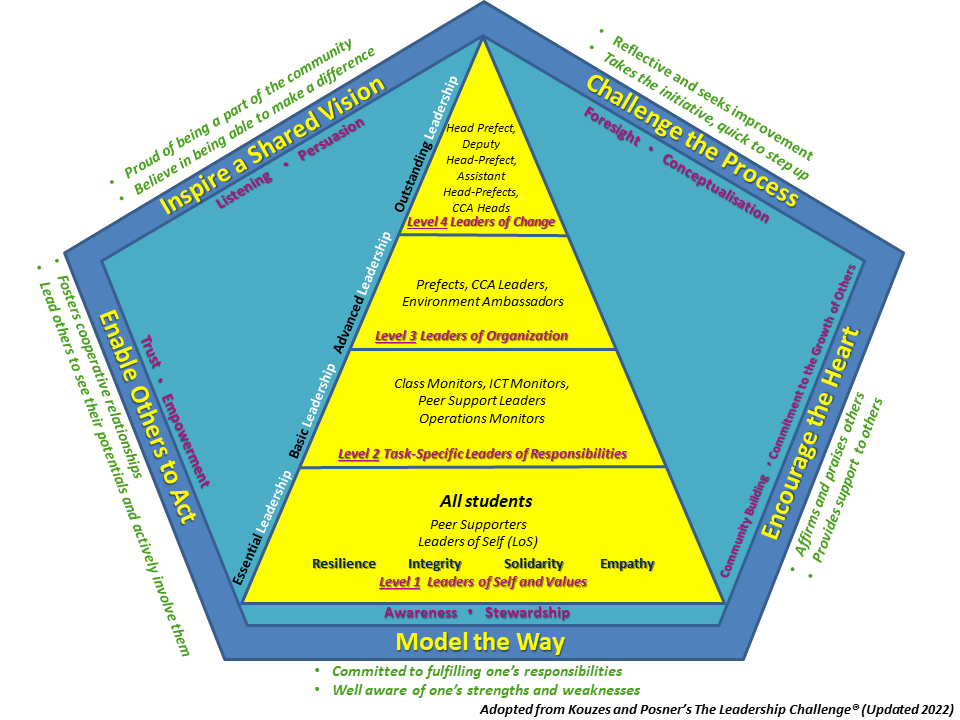 Inspire a Shared Vision
• Proud of being a part of the community
• Believe in being able to make a difference
Listening • Persuasion
Challenge the Process
• Reflective and seeks improvement
• Takes the initiative, quick to step up
Foresight • Conceptualisation
Enable Others to Act
• Fosters cooperative relationships
• Lead others to see their potentials and actively involve them
Trust • Empowerment
Encourage the Heart
• Affirms and praises others
• Provides support to others
Community Building • Commitment to the Growth of Others
Outstanding Leadership
Head Prefect,
Deputy
Head-Prefect,
Assistant
Head-Prefects,
CCA Heads
Level 4 Leaders of Change
Advanced Leadership
Prefects, CCA Leaders,
Environment Ambassadors
Level 3 Leaders of Organization
Basic Leadership
Class Monitors, ICT Monitors,
Peer Support Leaders
Operations Monitors
Level 2 Task-Specific Leaders of Responsibilities
Essential Leadership
All students
Peer Supporters
Leaders of Self (LoS)
Resilience Integrity Solidarity Empathy
Level 1 Leaders of Self and Values
Awareness • Stewardship
Model the Way
• Committed to fulfilling one's responsibilities
• Well aware of one's strengths and weaknesses
Adopted from Kouzes and Posner's The Leadership Challenge® (Updated 2022)